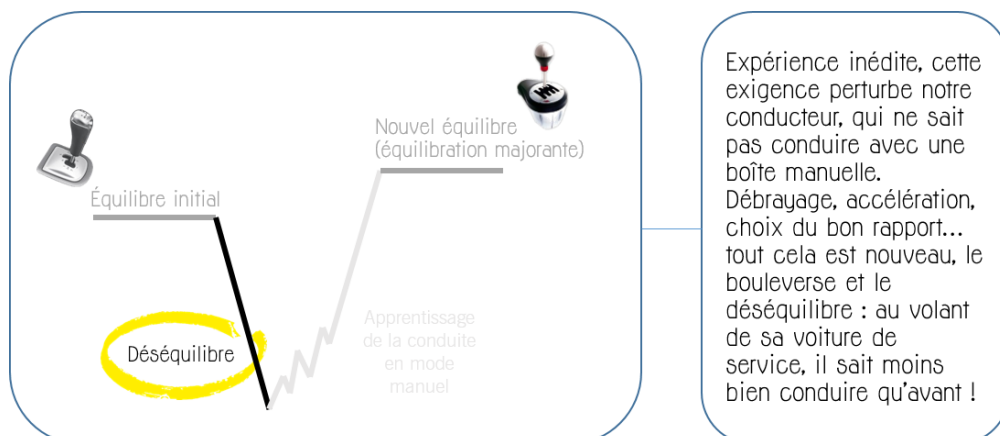 Nouvel équilibre
(équilibration majorante)
Équilibre initial
Déséquilibre
Apprentissage
de la conduite
en mode
manuel
Expérience inédite, cette
exigence perturbe notre
conducteur, qui ne sait
pas conduire avec une
boîte manuelle.
Débrayage, accélération,
choix du bon rapport...
tout cela est nouveau, le
bouleverse et le
déséquilibre : au volant
de sa voiture de
service, il sait moins
bien conduire qu'avant !